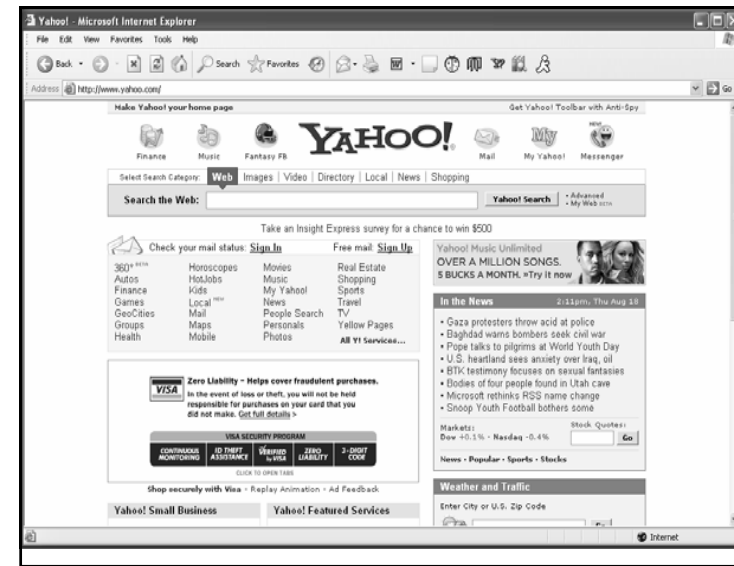 Yahoo! - Microsoft Internet Explorer
File Edit View Favorites Tools Help
Back Search Favorites
Address http://www.yahoo.com/ Go
Make Yahoo! your home page Get Yahoo! Toolbar with Anti-Spy
YAHOO!
NEW!
Finance Music Fantasy FB Mail My Yahoo! Messenger
Select Search Category: Web Images | Video | Directory | Local | News | Shopping
Search the Web: Yahoo! Search • Advanced
• My Web BETA
Take an Insight Express survey for a chance to win $500
Check your mail status: Sign In Free mail: Sign Up
360° BETA Horoscopes Movies Real Estate
Autos HotJobs Music Shopping
Finance Kids My Yahoo! Sports
Games Local NEW News Travel
GeoCities Mail People Search TV
Groups Maps Personals Yellow Pages
Health Mobile Photos All Y! Services...
VISA
Zero Liability – Helps cover fraudulent purchases.
In the event of loss or theft, you will not be held
responsible for purchases on your card that you
did not make. Get full details >
VISA SECURITY PROGRAM
CONTINUOUS MONITORING ID THEFT ASSISTANCE VERIFIED by VISA ZERO LIABILITY 3-DIGIT CODE
CLICK TO OPEN TABS
Shop securely with Visa - Replay Animation - Ad Feedback
Yahoo! Small Business Yahoo! Featured Services
Yahoo! Music Unlimited
OVER A MILLION SONGS.
5 BUCKS A MONTH. »Try it now
In the News 2:11pm, Thu Aug 18
• Gaza protesters throw acid at police
• Baghdad warns bombers seek civil war
• Pope talks to pilgrims at World Youth Day
• U.S. heartland sees anxiety over Iraq, oil
• BTK testimony focuses on sexual fantasies
• Bodies of four people found in Utah cave
• Microsoft rethinks RSS name change
• Snoop Youth Football bothers some
Markets: Stock Quotes:
Dow +0.1% - Nasdaq -0.4% Go
News - Popular - Sports - Stocks
Weather and Traffic
Enter City or U.S. Zip Code
Internet